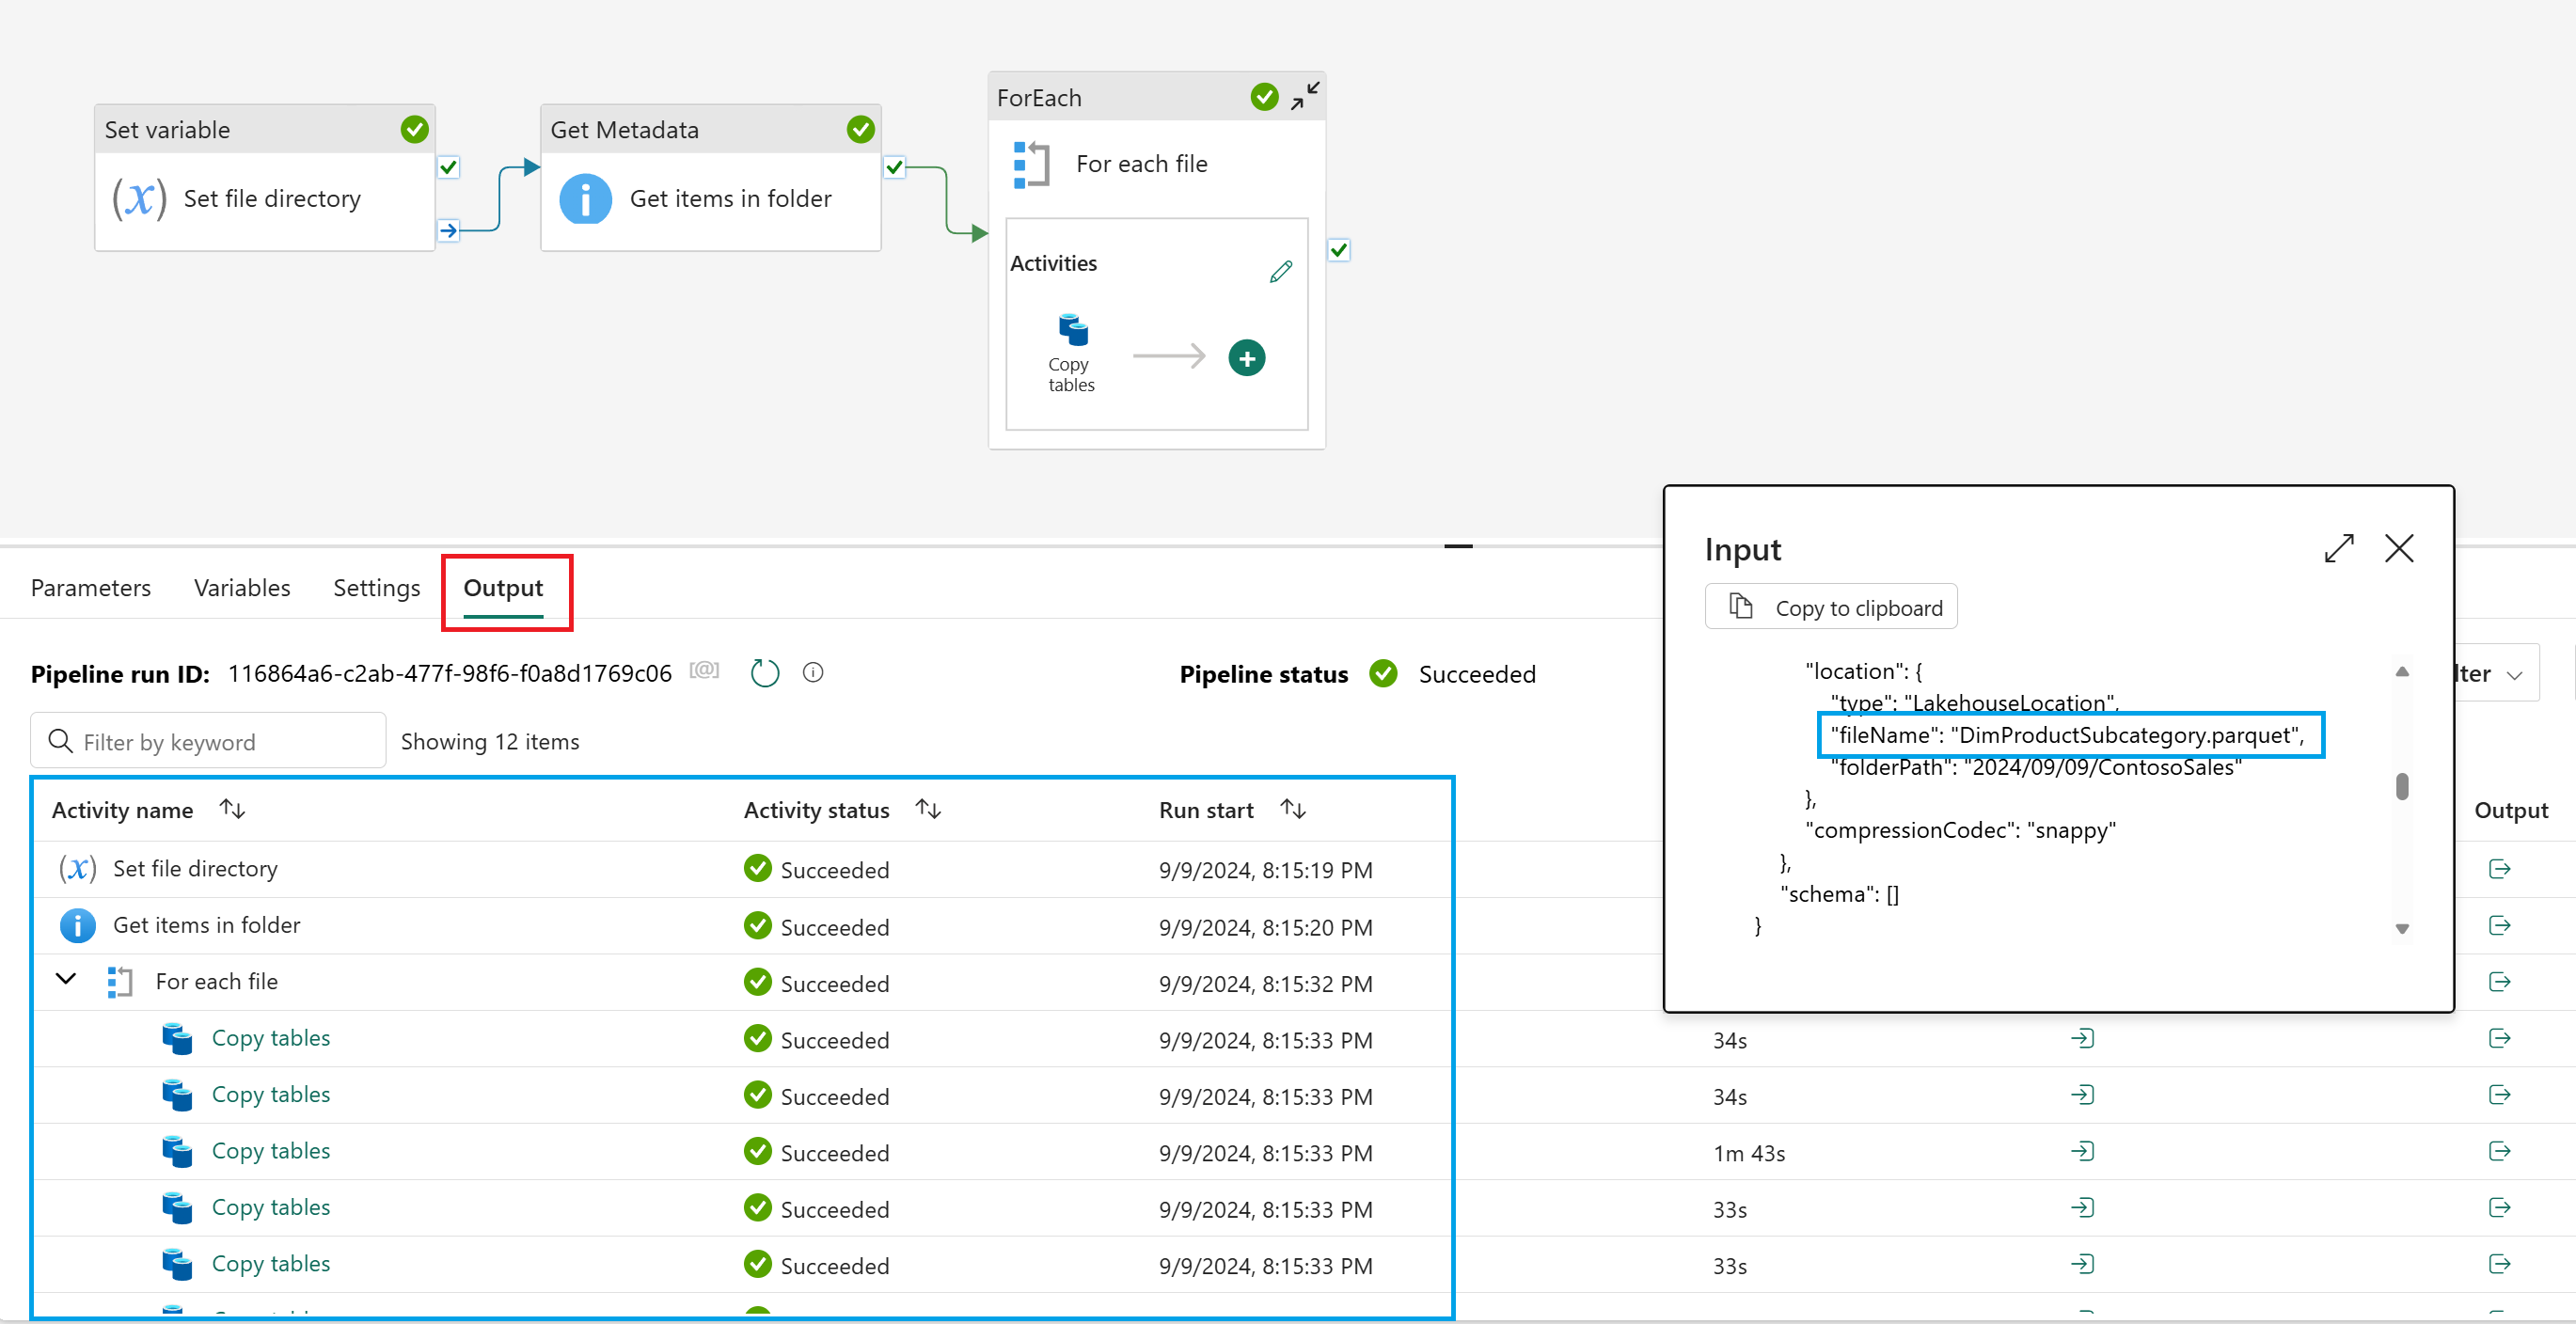 Set variable
Set file directory
Get Metadata
Get items in folder
ForEach
For each file
Activities
Copy
tables
Parameters Variables Settings Output
Pipeline run ID: 116864a6-c2ab-477f-98f6-f0a8d1769c06 [@] Pipeline status Succeeded
Filter by keyword Showing 12 items
Activity name Activity status Run start
(x) Set file directory Succeeded 9/9/2024, 8:15:19 PM
Get items in folder Succeeded 9/9/2024, 8:15:20 PM
For each file Succeeded 9/9/2024, 8:15:32 PM
Copy tables Succeeded 9/9/2024, 8:15:33 PM 34s
Copy tables Succeeded 9/9/2024, 8:15:33 PM 34s
Copy tables Succeeded 9/9/2024, 8:15:33 PM 1m 43s
Copy tables Succeeded 9/9/2024, 8:15:33 PM 33s
Copy tables Succeeded 9/9/2024, 8:15:33 PM 33s
Input
Copy to clipboard
"location": {
"type": "LakehouseLocation",
"fileName": "DimProductSubcategory.parquet",
"folderPath": "2024/09/09/ContosoSales"
},
"compressionCodec": "snappy"
},
"schema": []
}
lter
Output